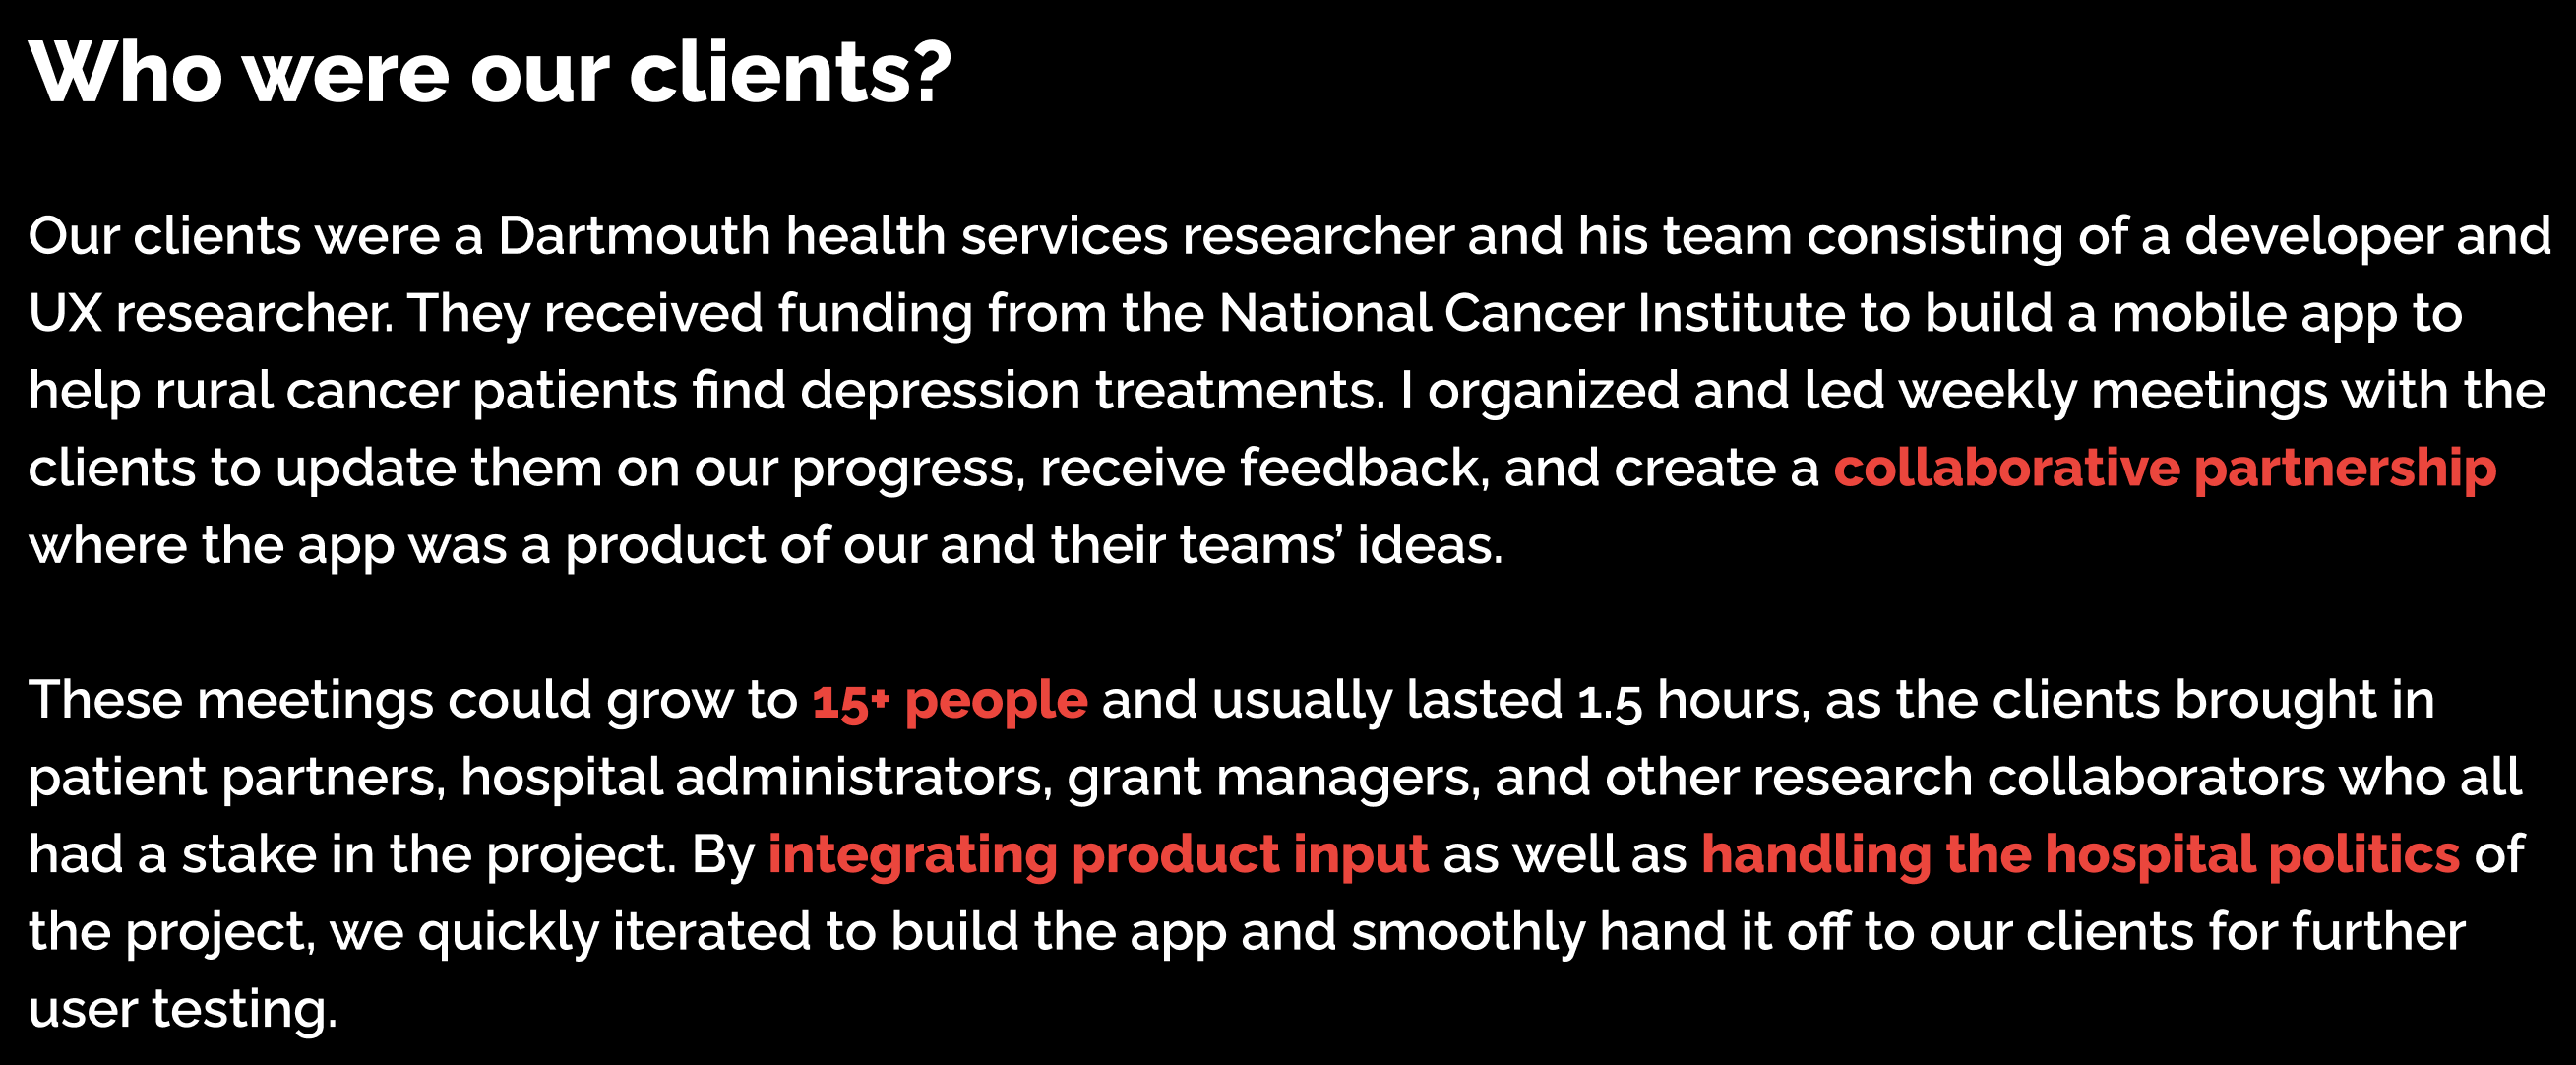 Who were our clients?
Our clients were a Dartmouth health services researcher and his team consisting of a developer and
UX researcher. They received funding from the National Cancer Institute to build a mobile app to
help rural cancer patients find depression treatments. I organized and led weekly meetings with the
clients to update them on our progress, receive feedback, and create a collaborative partnership
where the app was a product of our and their teams’ ideas.
These meetings could grow to 15+ people and usually lasted 1.5 hours, as the clients brought in
patient partners, hospital administrators, grant managers, and other research collaborators who all
had a stake in the project. By integrating product input as well as handling the hospital politics of
the project, we quickly iterated to build the app and smoothly hand it off to our clients for further
user testing.